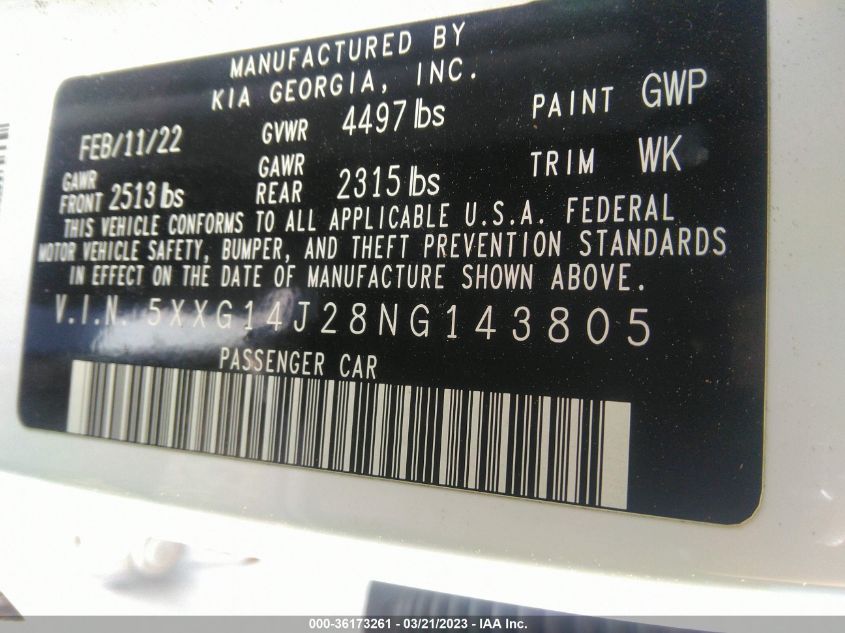 MANUFACTURED BY
KIA GEORGIA, INC.
FEB/11/22 GVWR 4497 lbs PAINT GWP
GAWR FRONT 2513 lbs GAWR REAR 2315 lbs TRIM WK
THIS VEHICLE CONFORMS TO ALL APPLICABLE U.S.A. FEDERAL
MOTOR VEHICLE SAFETY, BUMPER, AND THEFT PREVENTION STANDARDS
IN EFFECT ON THE DATE OF MANUFACTURE SHOWN ABOVE.
V.I.N. 5XXG14J28NG143805
PASSENGER CAR
000-36173261 - 03/21/2023 - IAA Inc.